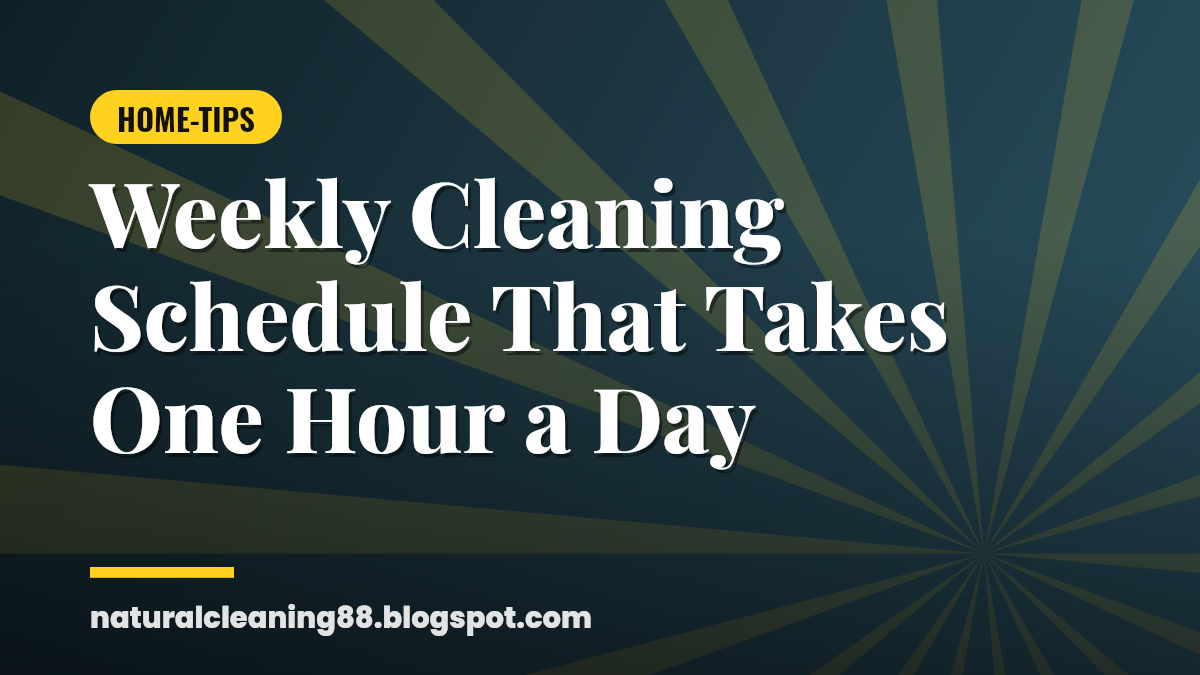 HOME-TIPS
Weekly Cleaning
Schedule That Takes
One Hour a Day
naturalcleaning88.blogspot.com